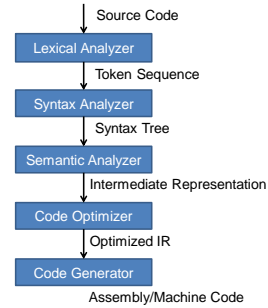 Source Code
Lexical Analyzer
Token Sequence
Syntax Analyzer
Syntax Tree
Semantic Analyzer
Intermediate Representation
Code Optimizer
Optimized IR
Code Generator
Assembly/Machine Code